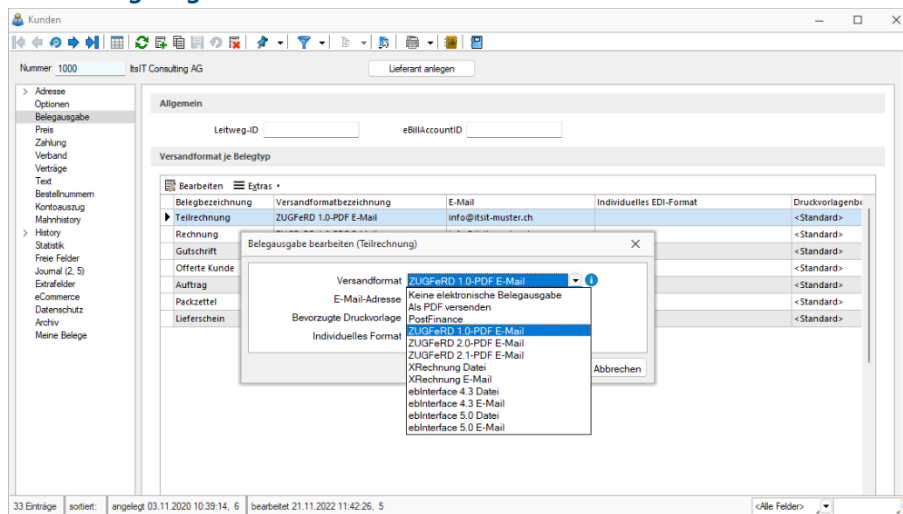 Kunden
Nummer 1000 ItsIT Consulting AG Lieferant anlegen
Adresse
Optionen
Belegausgabe
Preis
Zahlung
Verband
Verträge
Text
Bestellnummern
Kontoauszug
Mahnhistory
History
Statistik
Freie Felder
Journal (2, 5)
Extrafelder
eCommerce
Datenschutz
Archiv
Meine Belege
Allgemein
Leitweg-ID eBillAccountID
Versandformat je Belegtyp
Bearbeiten Extras
Belegbezeichnung Versandformatbezeichnung E-Mail Individuelles EDI-Format
Teilrechnung ZUGFeRD 1.0-PDF E-Mail info@itsit-muster.ch <Standard>
Rechnung <Standard>
Gutschrift <Standard>
Offerte Kunde <Standard>
Auftrag <Standard>
Packzettel <Standard>
Lieferschein <Standard>
Belegausgabe bearbeiten (Teilrechnung)
Versandformat ZUGFeRD 1.0-PDF E-Mail
E-Mail-Adresse
Bevorzugte Druckvorlage
Individuelles Format
Keine elektronische Belegausgabe
Als PDF versenden
PostFinance
ZUGFeRD 1.0-PDF E-Mail
ZUGFeRD 2.0-PDF E-Mail
ZUGFeRD 2.1-PDF E-Mail
XRechnung Datei
XRechnung E-Mail
ebInterface 4.3 Datei
ebInterface 4.3 E-Mail
ebInterface 5.0 Datei
ebInterface 5.0 E-Mail
Abbrechen
33 Einträge sortiert: angelegt 03.11.2020 10:39:14, 6 bearbeitet 21.11.2022 11:42:26, 5 <Alle Felder>